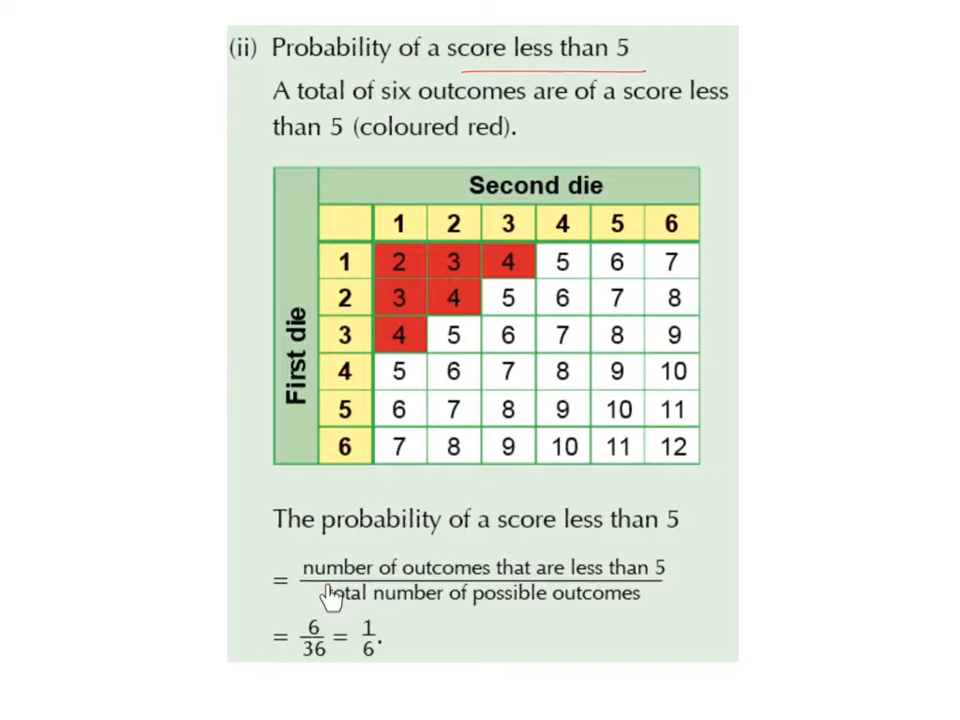 (ii) Probability of a score less than 5
A total of six outcomes are of a score less
than 5 (coloured red).
Second die
1 2 3 4 5 6
First die
1 2 3 4 5 6 7
2 3 4 5 6 7 8
3 4 5 6 7 8 9
4 5 6 7 8 9 10
5 6 7 8 9 10 11
6 7 8 9 10 11 12
The probability of a score less than 5
= number of outcomes that are less than 5
total number of possible outcomes
= 6/36 = 1/6.